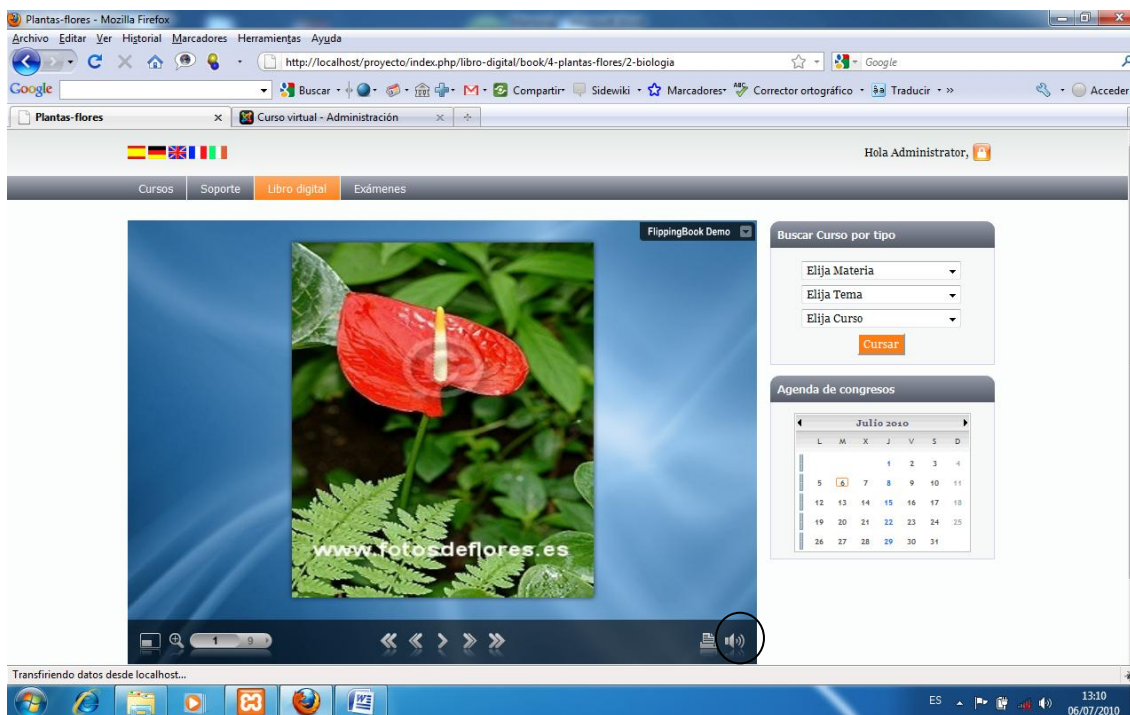 Plantas-flores - Mozilla Firefox
Archivo Editar Ver Historial Marcadores Herramientas Ayuda
http://localhost/proyecto/index.php/libro-digital/book/4-plantas-flores/2-biologia
Google
Google Buscar Compartir Sidewiki Marcadores Corrector ortográfico Traducir » Acceder
Plantas-flores x Curso virtual - Administración x
Hola Administrator,
Cursos Soporte Libro digital Exámenes
FlippingBook Demo
Buscar Curso por tipo
Elija Materia
Elija Tema
Elija Curso
Cursar
Agenda de congresos
Julio 2010
L M X J V S D
1 2 3 4
5 6 7 8 9 10 11
12 13 14 15 16 17 18
19 20 21 22 23 24 25
26 27 28 29 30 31
www.fotosdeflores.es
1 9
Transfiriendo datos desde localhost...
ES 13:10
06/07/2010